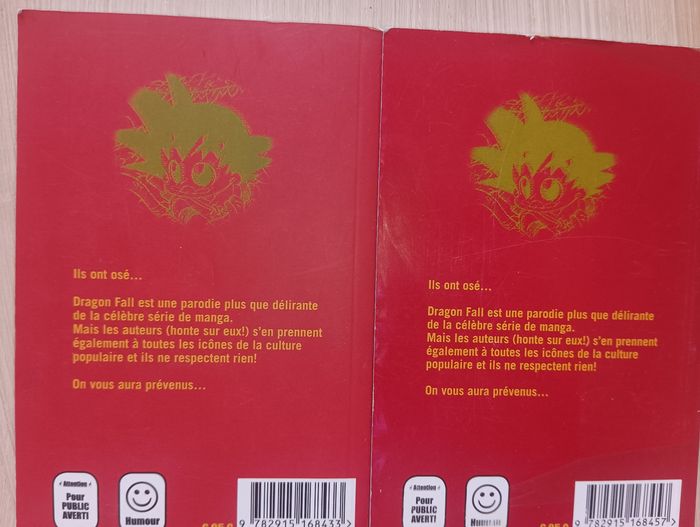 Ils ont osé...
Dragon Fall est une parodie plus que délirante
de la célèbre série de manga.
Mais les auteurs (honte sur eux!) s'en prennent
également à toutes les icônes de la culture
populaire et ils ne respectent rien!
On vous aura prévenus...
Attention
Pour
PUBLIC
AVERTI
Humour
9 782915 168433 >
Ils ont osé...
Dragon Fall est une parodie plus que délirante
de la célèbre série de manga.
Mais les auteurs (honte sur eux!) s'en prennent
également à toutes les icônes de la culture
populaire et ils ne respectent rien!
On vous aura prévenus...
Attention
Pour
PUBLIC
AVERTI
Humour
9 782915 168457 >